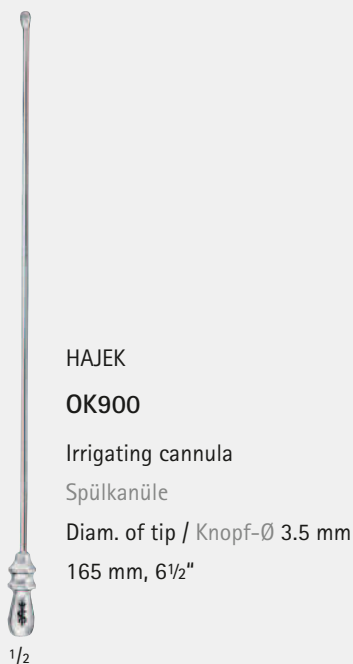 HAJEK
OK900
Irrigating cannula
Spülkanüle
Diam. of tip / Knopf-Ø 3.5 mm
165 mm, 6½"
½